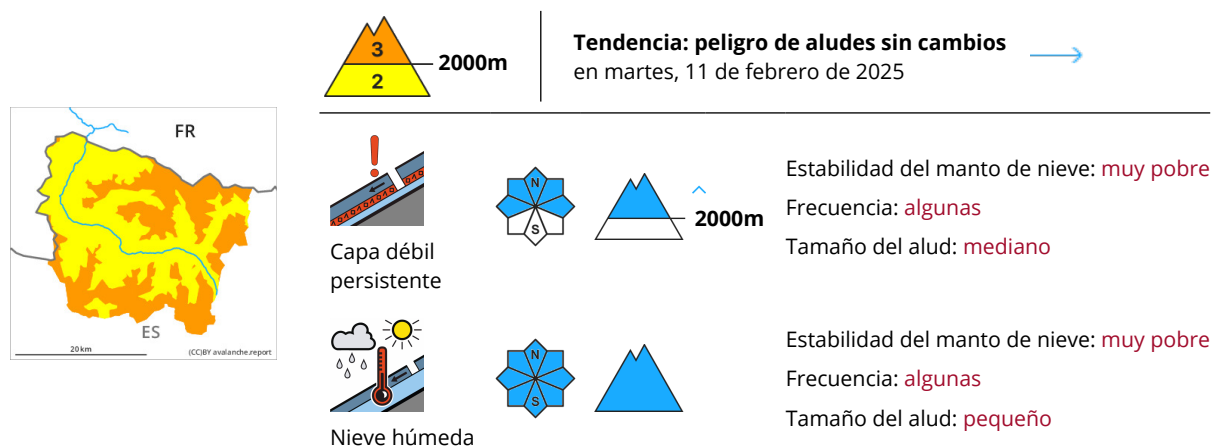 3
2
2000m
Tendencia: peligro de aludes sin cambios
en martes, 11 de febrero de 2025
FR
ES
20 km
(CC)BY avalanche.report
Capa débil
persistente
N
S
2000m
Estabilidad del manto de nieve: muy pobre
Frecuencia: algunas
Tamaño del alud: mediano
Nieve húmeda
N
S
Estabilidad del manto de nieve: muy pobre
Frecuencia: algunas
Tamaño del alud: pequeño